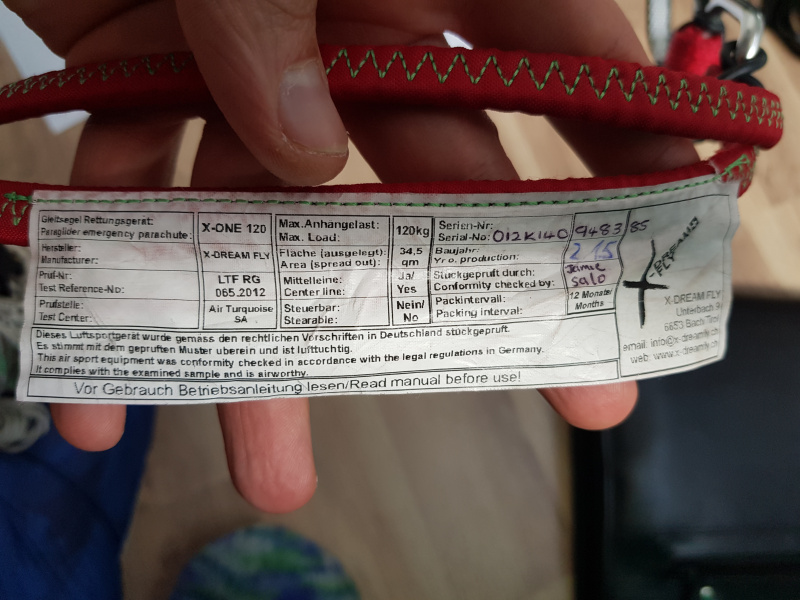 Gleitsegel Rettungsgerät:
Paraglider emergency parachute:
X-ONE 120
Hersteller:
Manufacturer:
X-DREAM FLY
Prüf-Nr:
Test Reference-No:
LTF RG
065.2012
Prüfstelle:
Test Center:
Air Turquoise
SA
Max.Anhangelast:
Max. Load:
120kg
Fläche (ausgelegt):
Area (spread out):
34,5
qm
Mittelleine:
Center line:
Ja/
Yes
Steuerbar:
Stearable:
Nein/
No
Serien-Nr:
Serial-No: 012K140 9483 85
Baujahr:
Yr o. production:
Stückgeprüft durch:
Conformity checked by:
Jamie
Salo
Packintervall:
Packing interval:
12 Monate/
Months
X-DREAM FLY
Unterbach
6653 Bach/Tirol
email: info@x-dreamfly.ch
web: www.x-dreamfly.ch
Dieses Luftsportgerät wurde gemäss den rechtlichen Vorschriften in Deutschland stückgeprüft.
Es stimmt mit dem geprüften Muster überein und ist lufttüchtig.
This air sport equipment was conformity checked in accordance with the legal regulations in Germany.
It complies with the examined sample and is airworthy.
Vor Gebrauch Betriebsanleitung lesen/Read manual before use!